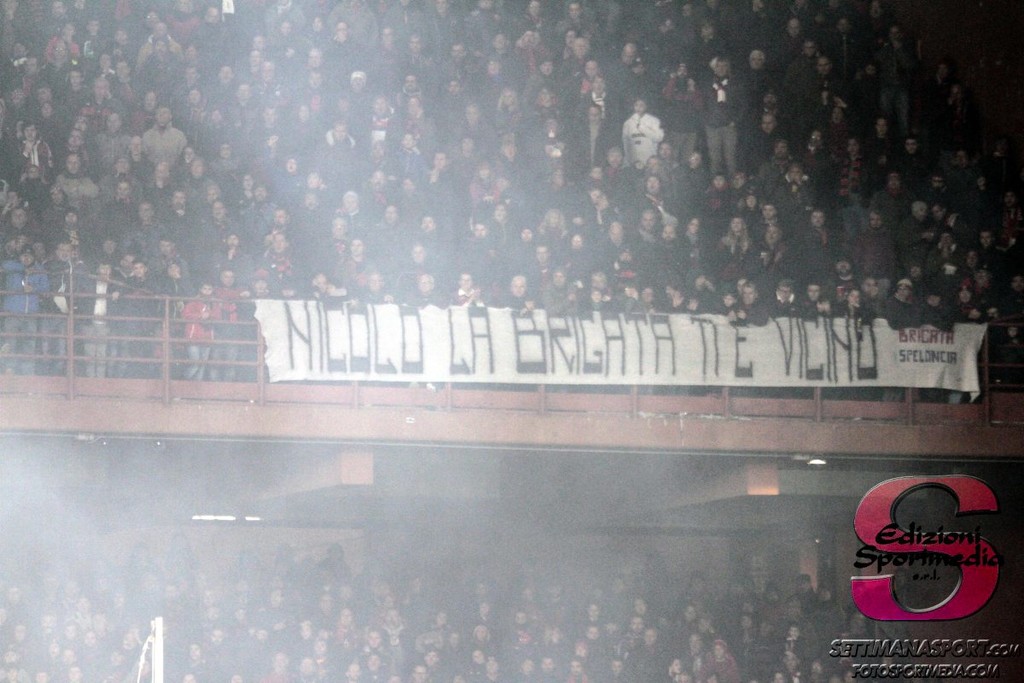 NICOLO LA BRIGATA TI E VICINO
BRIGATA
SPELONCIA
Edizioni
Sportmedia
s.r.l.
SETTIMANASPORT.COM
FOTOSPORTMEDIA.COM